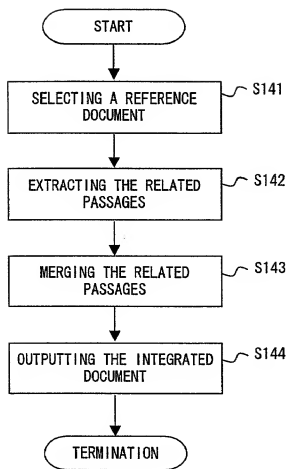 START
SELECTING A REFERENCE
DOCUMENT
S141
EXTRACTING THE RELATED
PASSAGES
S142
MERGING THE RELATED
PASSAGES
S143
OUTPUTTING THE INTEGRATED
DOCUMENT
S144
TERMINATION